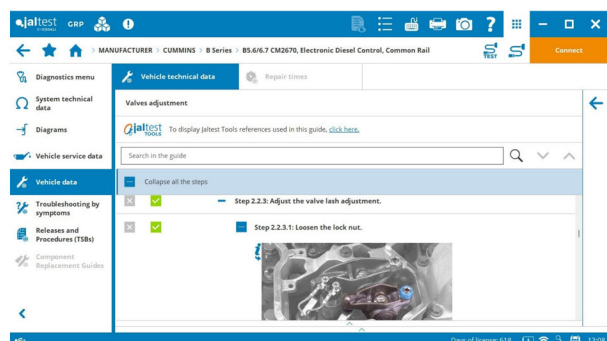 jaltest GRP
MANUFACTURER > CUMMINS > B Series > B5.6/6.7 CM2670, Electronic Diesel Control, Common Rail
TEST
Connect
Diagnostics menu
System technical data
Diagrams
Vehicle service data
Vehicle data
Troubleshooting by symptoms
Releases and Procedures (TSBs)
Component Replacement Guides
Vehicle technical data
Repair times
Valves adjustment
jaltest TOOLS To display Jaltest Tools references used in this guide, click here.
Search in the guide
Collapse all the steps
Step 2.2.3: Adjust the valve lash adjustment.
Step 2.2.3.1: Loosen the lock nut.
Days of license: 618
13:08